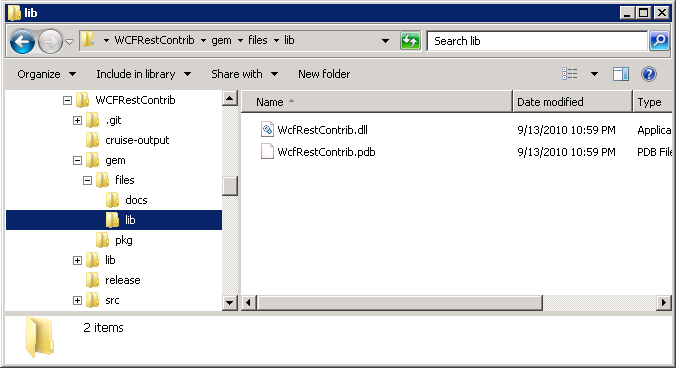 lib
WCFRestContrib gem files lib Search lib
Organize Include in library Share with New folder
WCFRestContrib
.git
cruise-output
gem
files
docs
lib
pkg
lib
release
src
Name Date modified Type
WcfRestContrib.dll 9/13/2010 10:59 PM Applica
WcfRestContrib.pdb 9/13/2010 10:59 PM PDB File
2 items